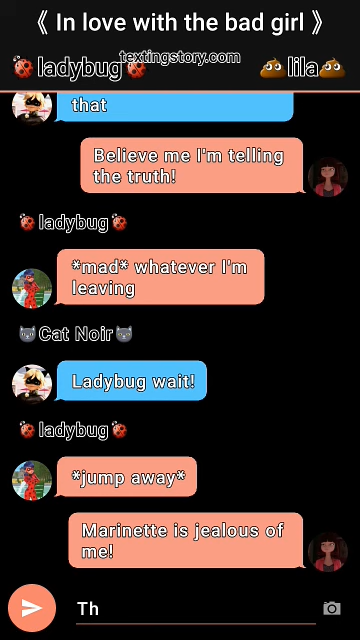 《 In love with the bad girl 》
textingstory.com
🐞ladybug🐞 💩lila💩
that
Believe me I'm telling
the truth!
🐞ladybug🐞
*mad* whatever I'm
leaving
🐱Cat Noir🐱
Ladybug wait!
🐞ladybug🐞
*jump away*
Marinette is jealous of
me!
Th